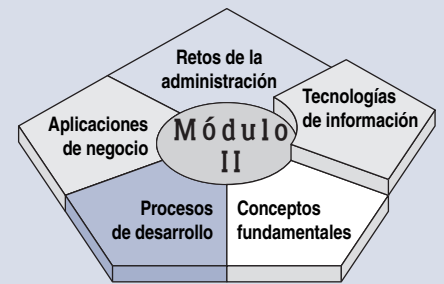 Retos de la
administración
Tecnologías
de información
Aplicaciones
de negocio
Módulo
II
Procesos
de desarrollo
Conceptos
fundamentales